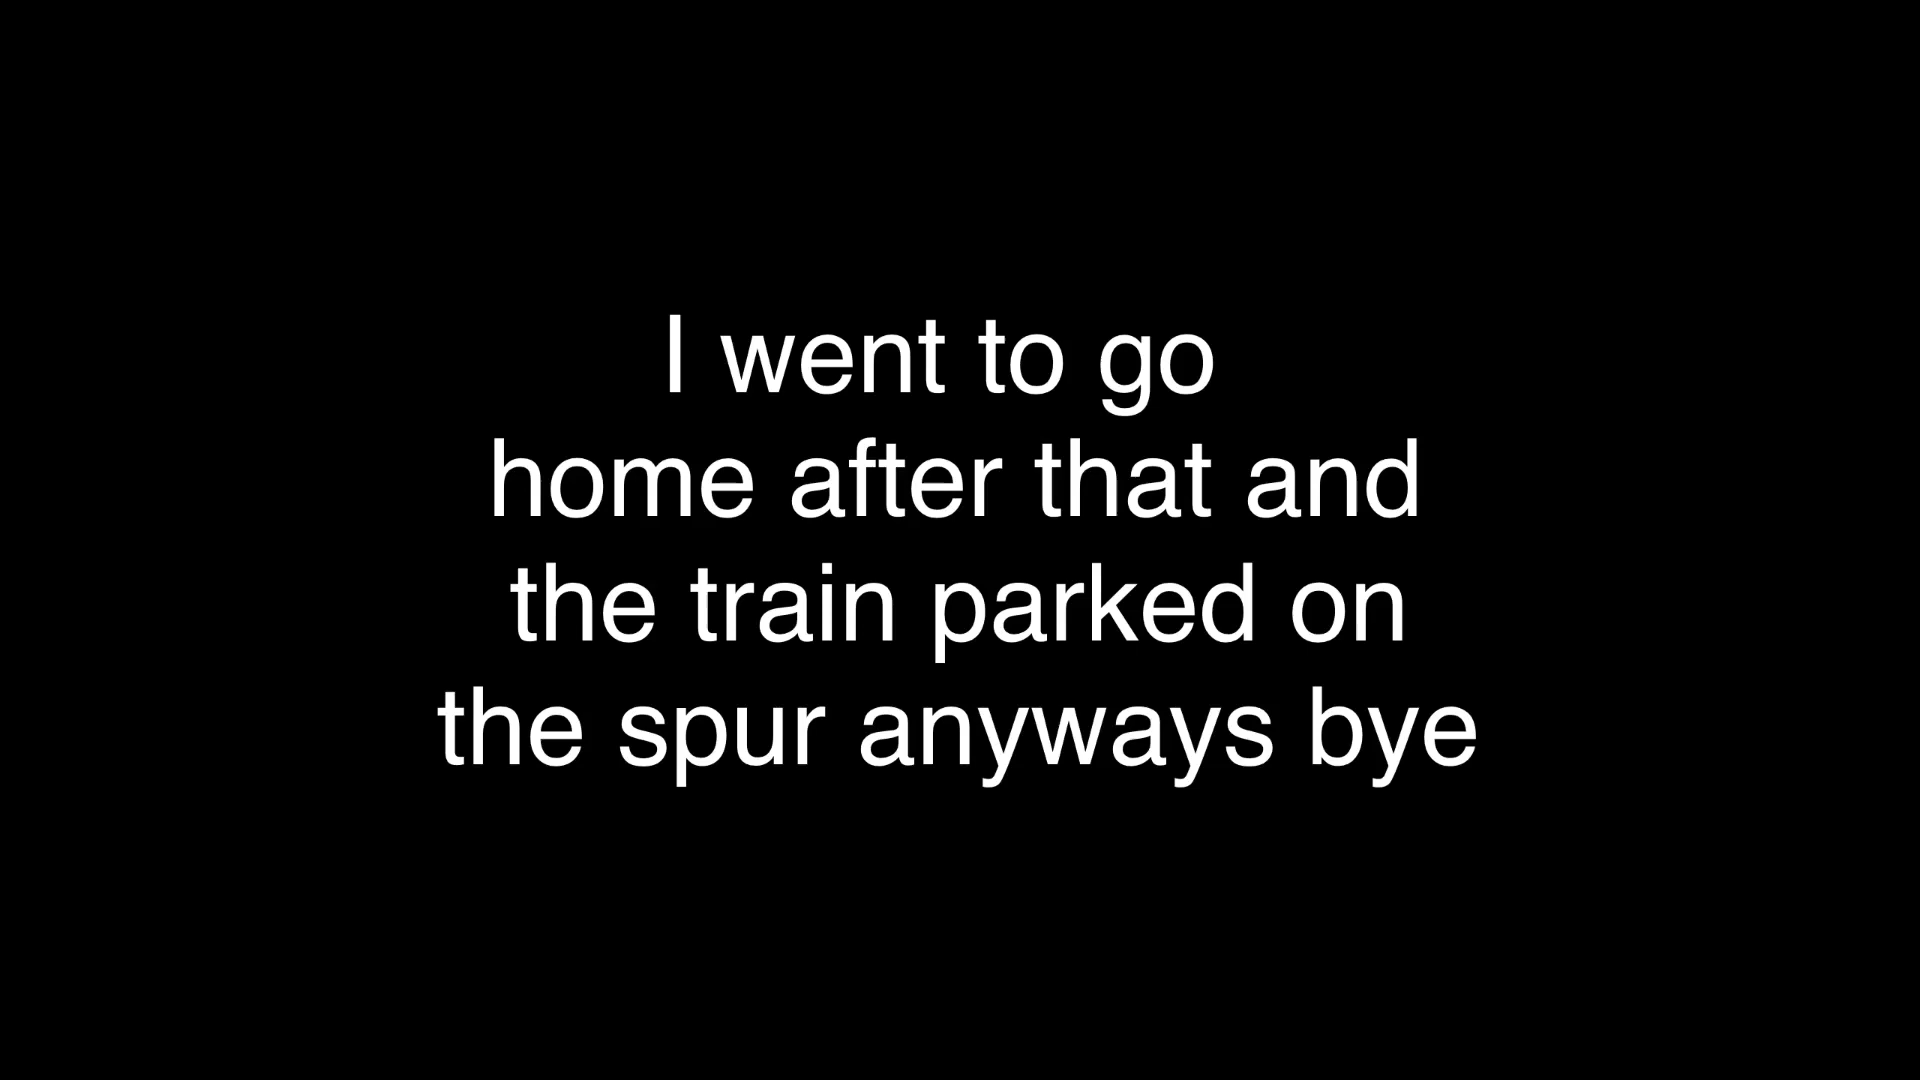 I went to go
home after that and
the train parked on
the spur anyways bye